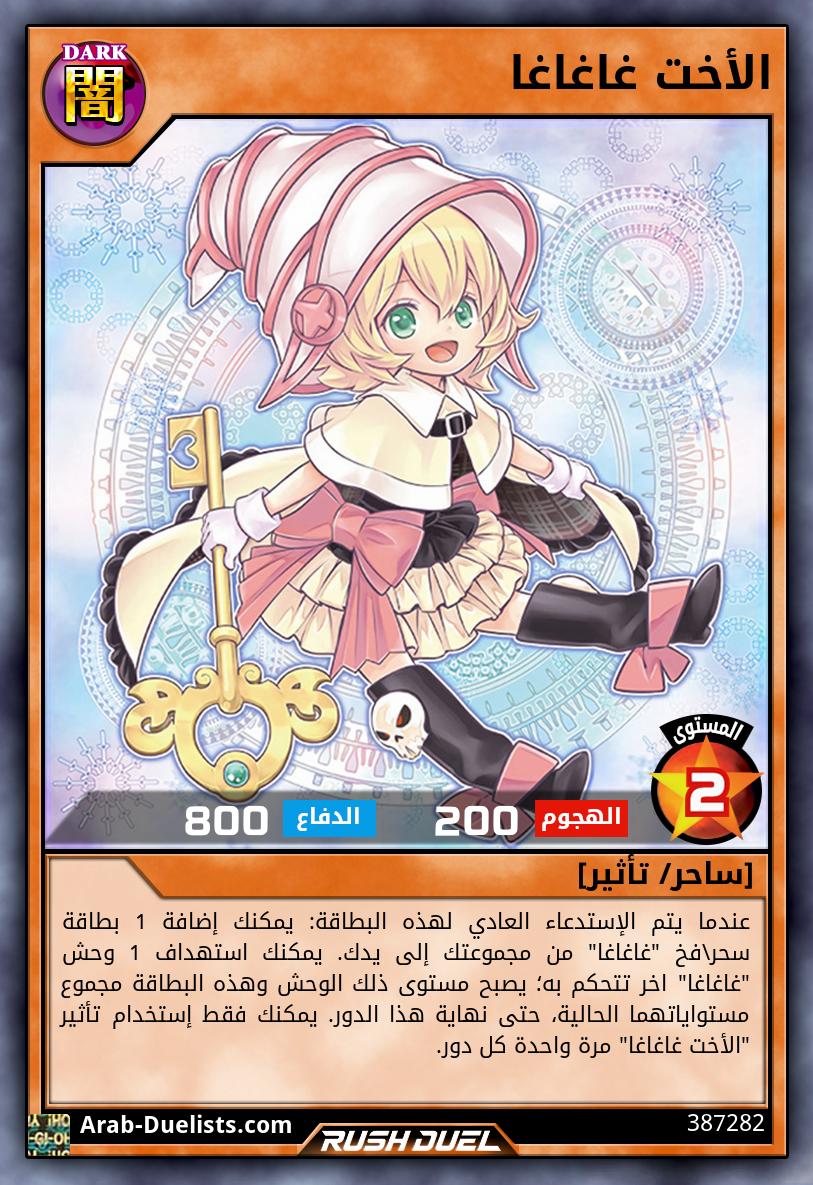 DARK
闇
الأخت غاغاغا
المستوى
2
الهجوم 200 الدفاع 800
[ساحر/ تأثير]
عندما يتم الإستدعاء العادي لهذه البطاقة: يمكنك إضافة 1 بطاقة
سحر\فخ "غاغاغا" من مجموعتك إلى يدك. يمكنك استهداف 1 وحش
"غاغاغا" اخر تتحكم به؛ يصبح مستوى ذلك الوحش وهذه البطاقة مجموع
مستواياتهما الحالية، حتى نهاية هذا الدور. يمكنك فقط إستخدام تأثير
"الأخت غاغاغا" مرة واحدة كل دور.
Arab-Duelists.com
RUSH DUEL
387282